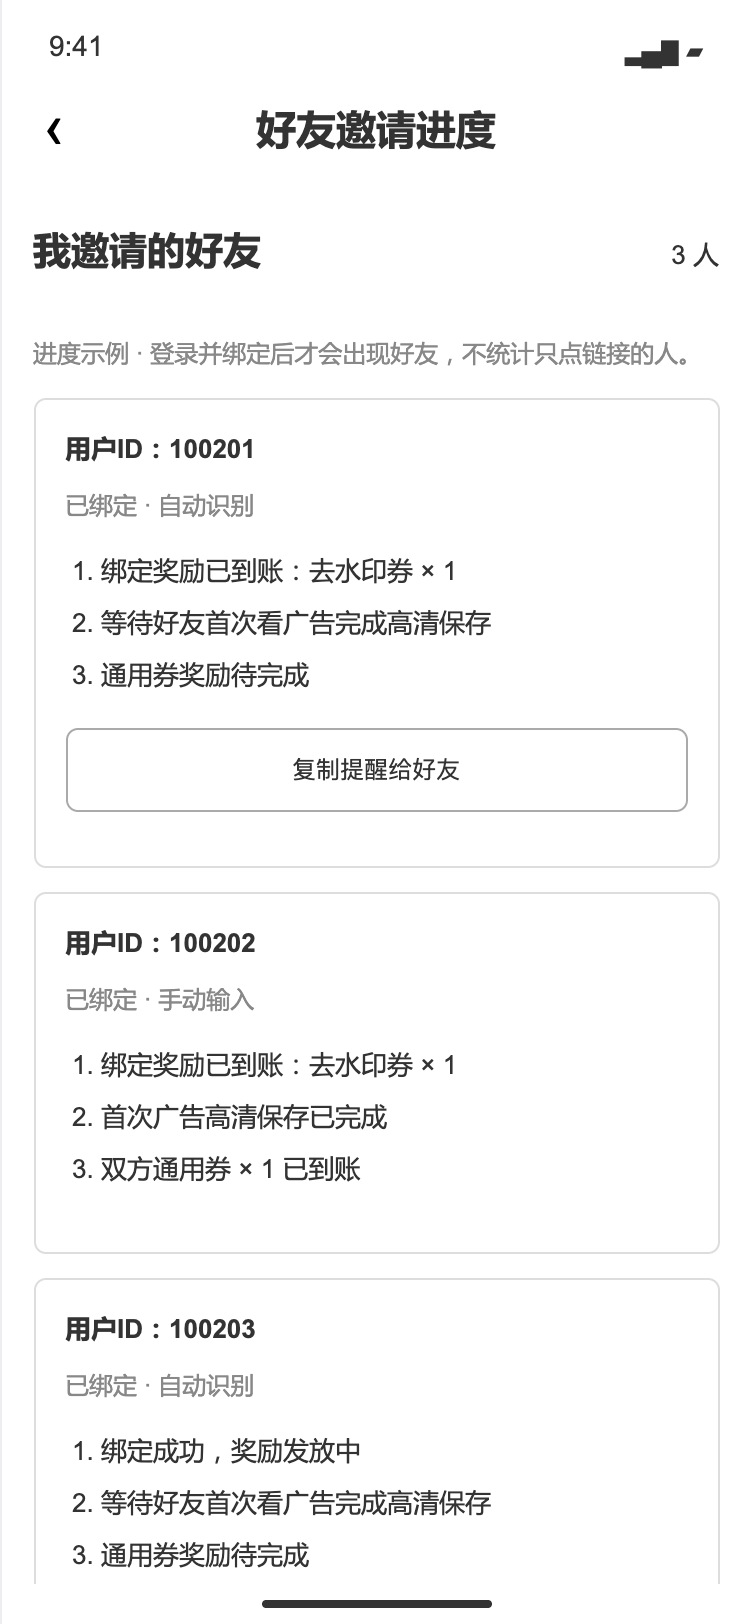 9:41
好友邀请进度
我邀请的好友
3 人
进度示例 · 登录并绑定后才会出现好友，不统计只点链接的人。
用户ID：100201
已绑定 · 自动识别
1. 绑定奖励已到账：去水印券 × 1
2. 等待好友首次看广告完成高清保存
3. 通用券奖励待完成
复制提醒给好友
用户ID：100202
已绑定 · 手动输入
1. 绑定奖励已到账：去水印券 × 1
2. 首次广告高清保存已完成
3. 双方通用券 × 1 已到账
用户ID：100203
已绑定 · 自动识别
1. 绑定成功，奖励发放中
2. 等待好友首次看广告完成高清保存
3. 通用券奖励待完成